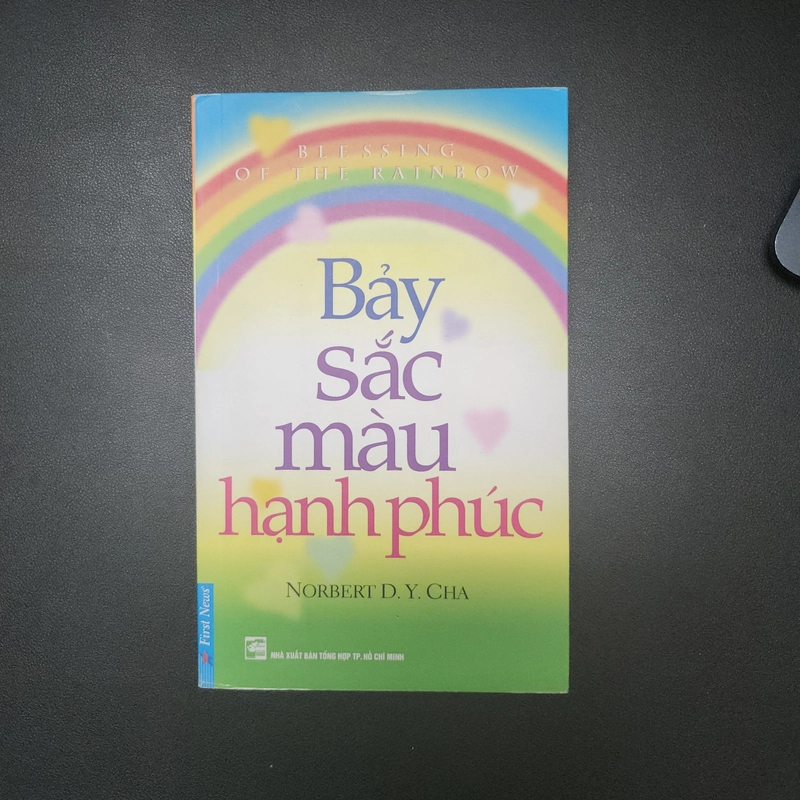 BLESSING
OF THE RAINBOW
Bảy
sắc
màu
hạnh phúc
NORBERT D. Y. CHA
First News
NHÀ XUẤT BẢN TỔNG HỢP TP. HỒ CHÍ MINH